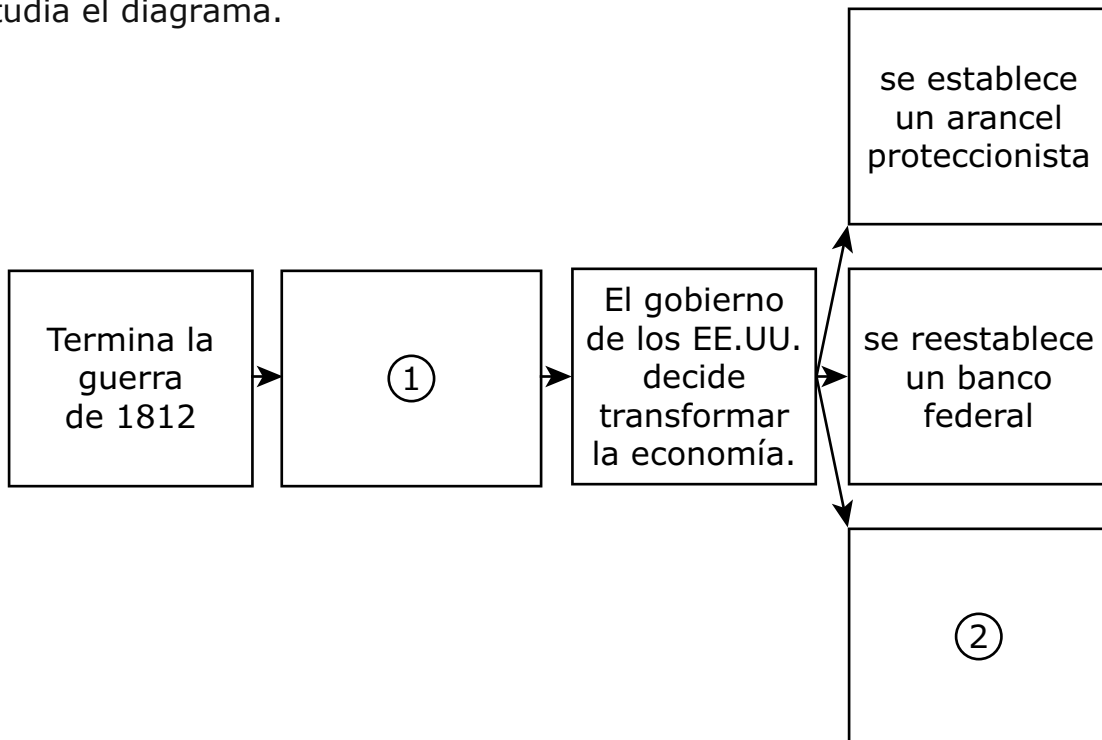 tudia el diagrama.
se establece
un arancel
proteccionista
Termina la
guerra
de 1812
1
El gobierno
de los EE.UU.
decide
transformar
la economía.
se reestablece
un banco
federal
2